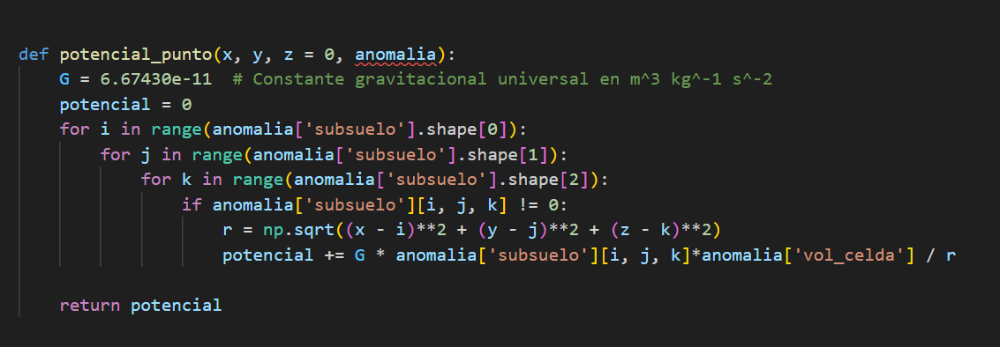 def potencial_punto(x, y, z = 0, anomalia):
    G = 6.67430e-11  # Constante gravitacional universal en m^3 kg^-1 s^-2
    potencial = 0
    for i in range(anomalia['subsuelo'].shape[0]):
        for j in range(anomalia['subsuelo'].shape[1]):
            for k in range(anomalia['subsuelo'].shape[2]):
                if anomalia['subsuelo'][i, j, k] != 0:
                    r = np.sqrt((x - i)**2 + (y - j)**2 + (z - k)**2)
                    potencial += G * anomalia['subsuelo'][i, j, k]*anomalia['vol_celda'] / r
    return potencial